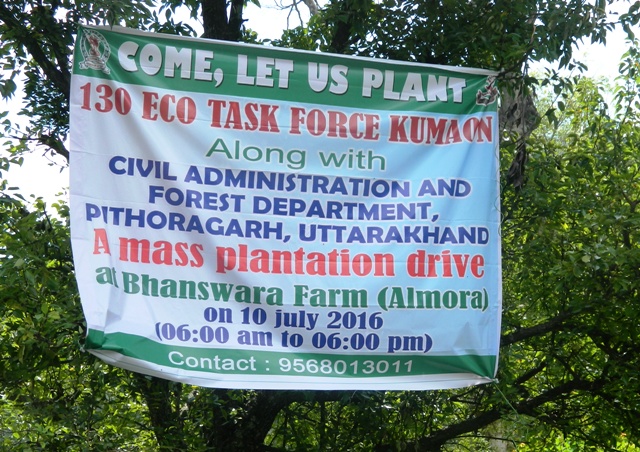 COME, LET US PLANT
130 ECO TASK FORCE KUMAON
Along with
CIVIL ADMINISTRATION AND
FOREST DEPARTMENT,
PITHORAGARH, UTTARAKHAND
A mass plantation drive
at Bhanswara Farm (Almora)
on 10 july 2016
(06:00 am to 06:00 pm)
Contact : 9568013011